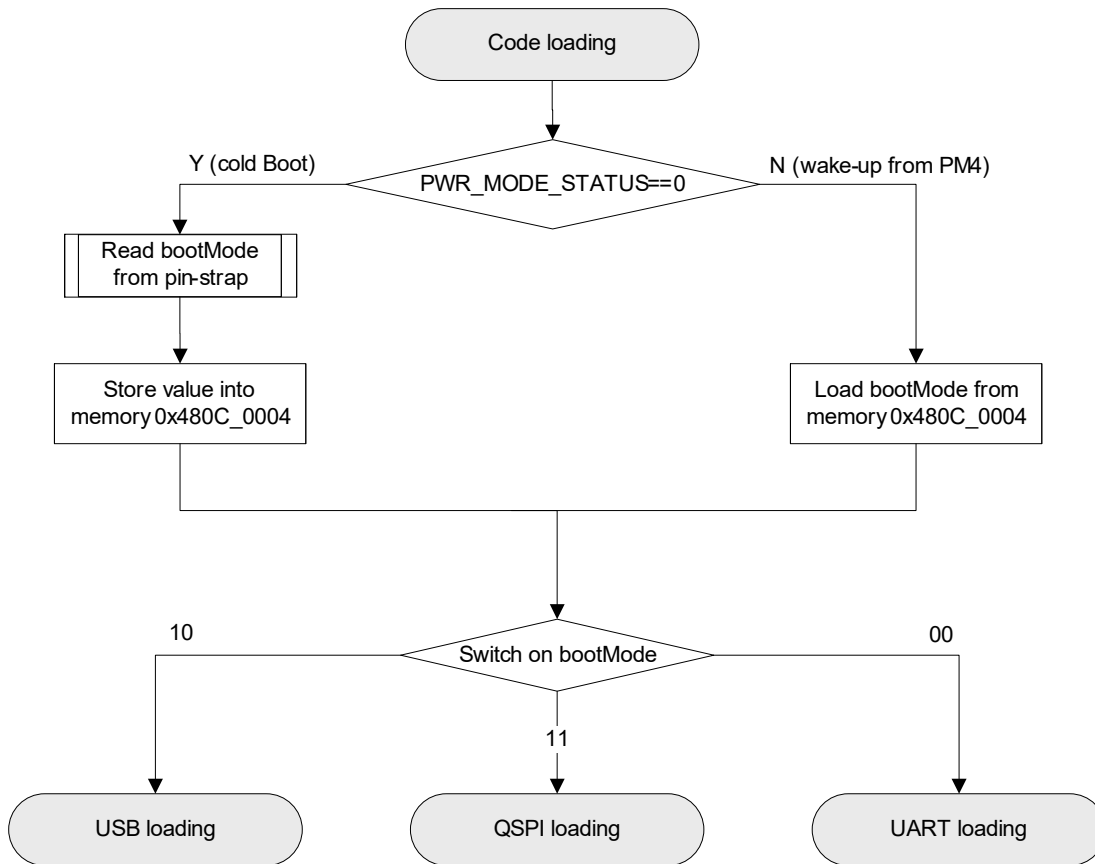 Code loading
Y (cold Boot)
N (wake-up from PM4)
PWR_MODE_STATUS==0
Read bootMode
from pin-strap
Store value into
memory 0x480C_0004
Load bootMode from
memory 0x480C_0004
10
00
Switch on bootMode
11
USB loading
QSPI loading
UART loading